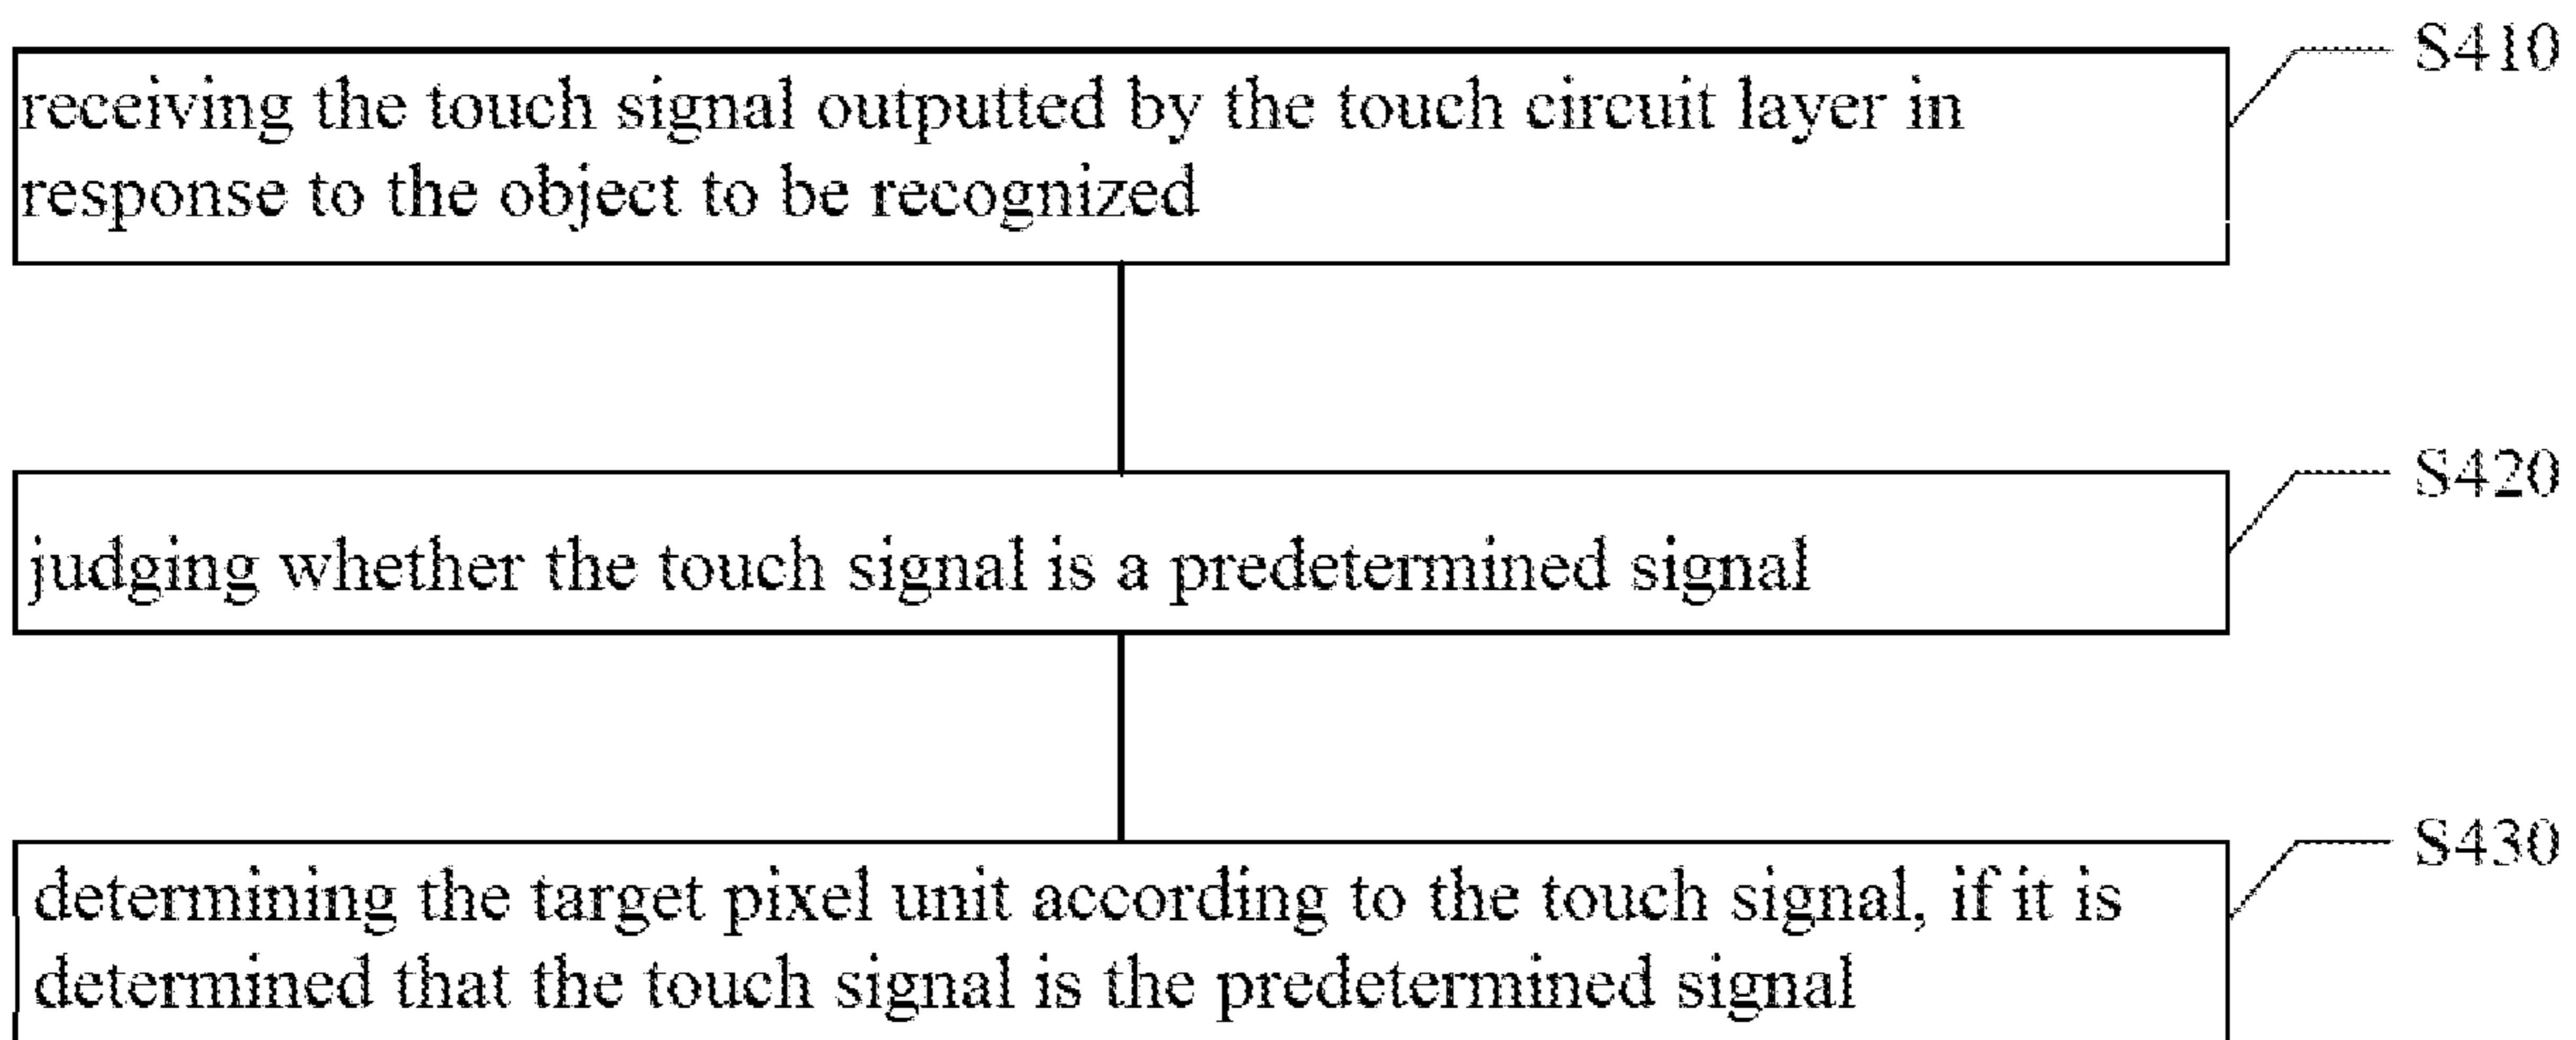 S410
receiving the touch signal outputted by the touch circuit layer in
response to the object to be recognized
S420
judging whether the touch signal is a predetermined signal
S430
determining the target pixel unit according to the touch signal, if it is
determined that the touch signal is the predetermined signal